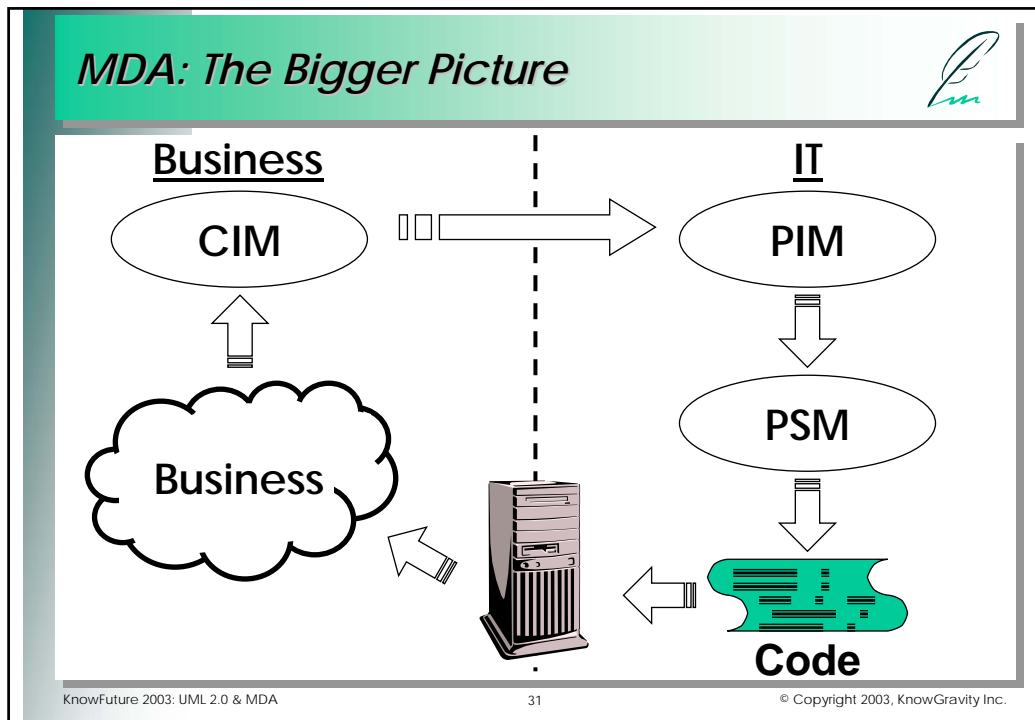 MDA: The Bigger Picture
Business
IT
CIM
PIM
PSM
Business
Code
KnowFuture 2003: UML 2.0 & MDA
31
© Copyright 2003, KnowGravity Inc.